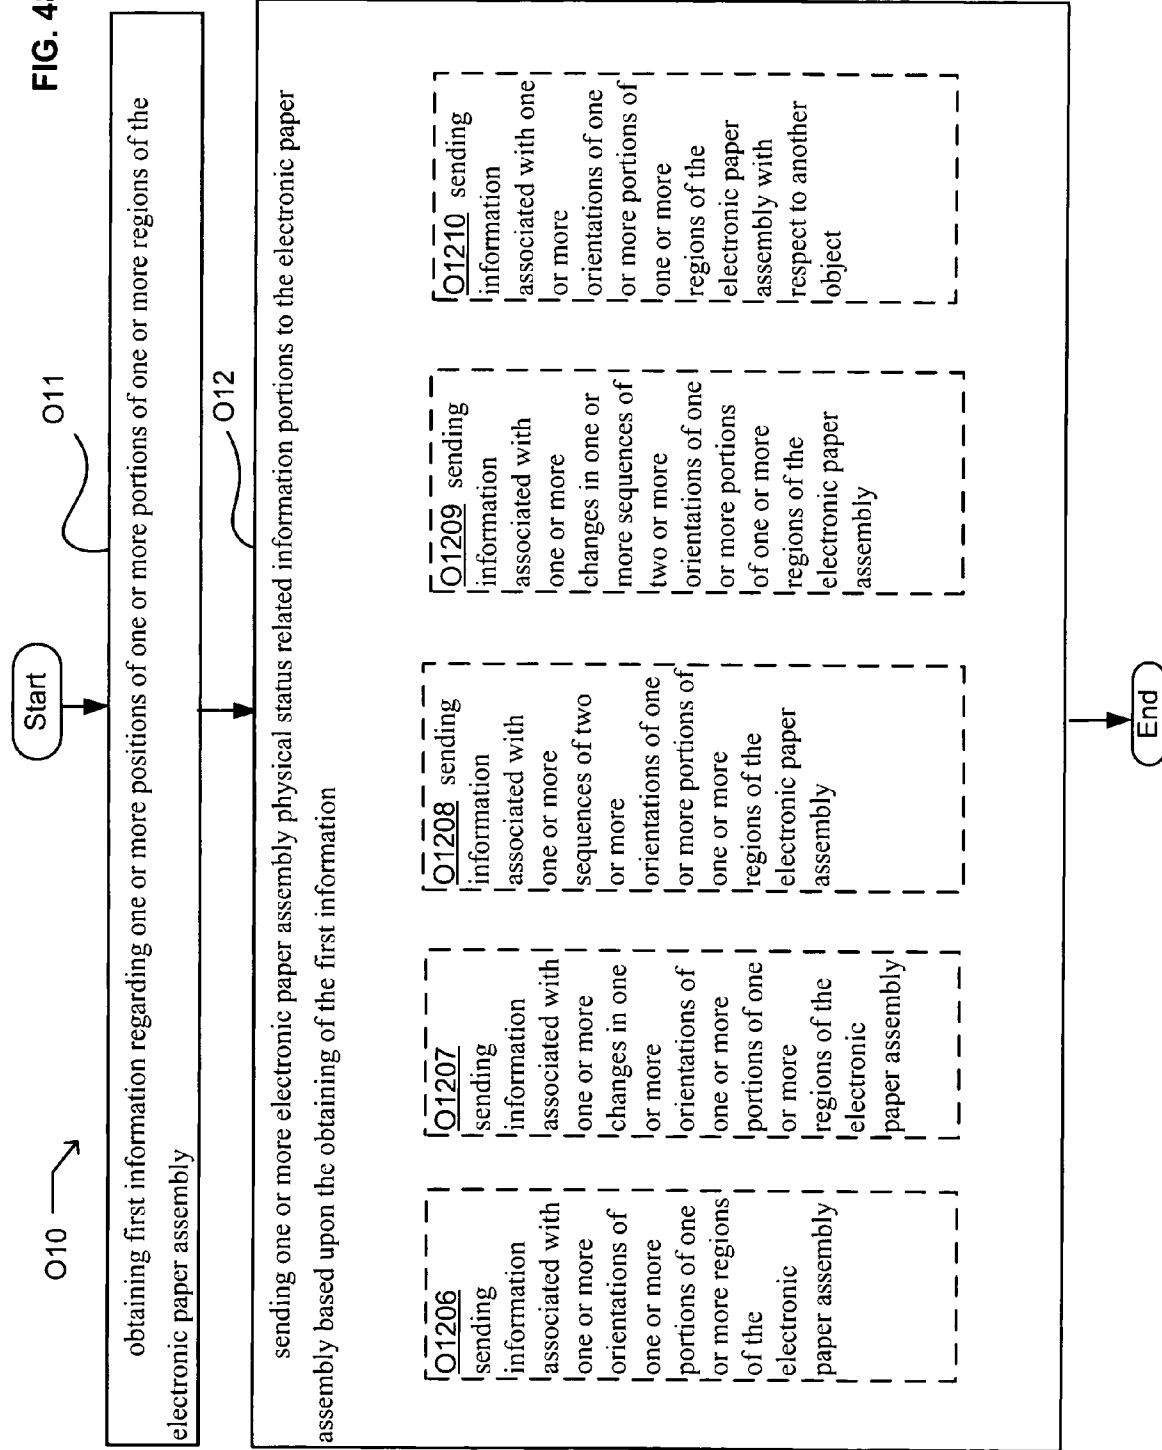 FIG. 4
O10
Start
O11
obtaining first information regarding one or more positions of one or more portions of one or more regions of the
electronic paper assembly
O12
sending one or more electronic paper assembly physical status related information portions to the electronic paper
assembly based upon the obtaining of the first information
O1206
sending
information
associated with
one or more
orientations of
one or more
portions of one
or more regions
of the
electronic
paper assembly
O1207
sending
information
associated with
one or more
changes in one
or more
orientations of
one or more
portions of one
or more
regions of the
electronic
paper assembly
O1208 sending
information
associated with
one or more
sequences of two
or more
orientations of one
or more portions of
one or more
regions of the
electronic paper
assembly
O1209 sending
information
associated with
one or more
changes in one or
more sequences of
two or more
orientations of one
or more portions
of one or more
regions of the
electronic paper
assembly
O1210 sending
information
associated with one
or more
orientations of one
or more portions of
one or more
regions of the
electronic paper
assembly with
respect to another
object
End